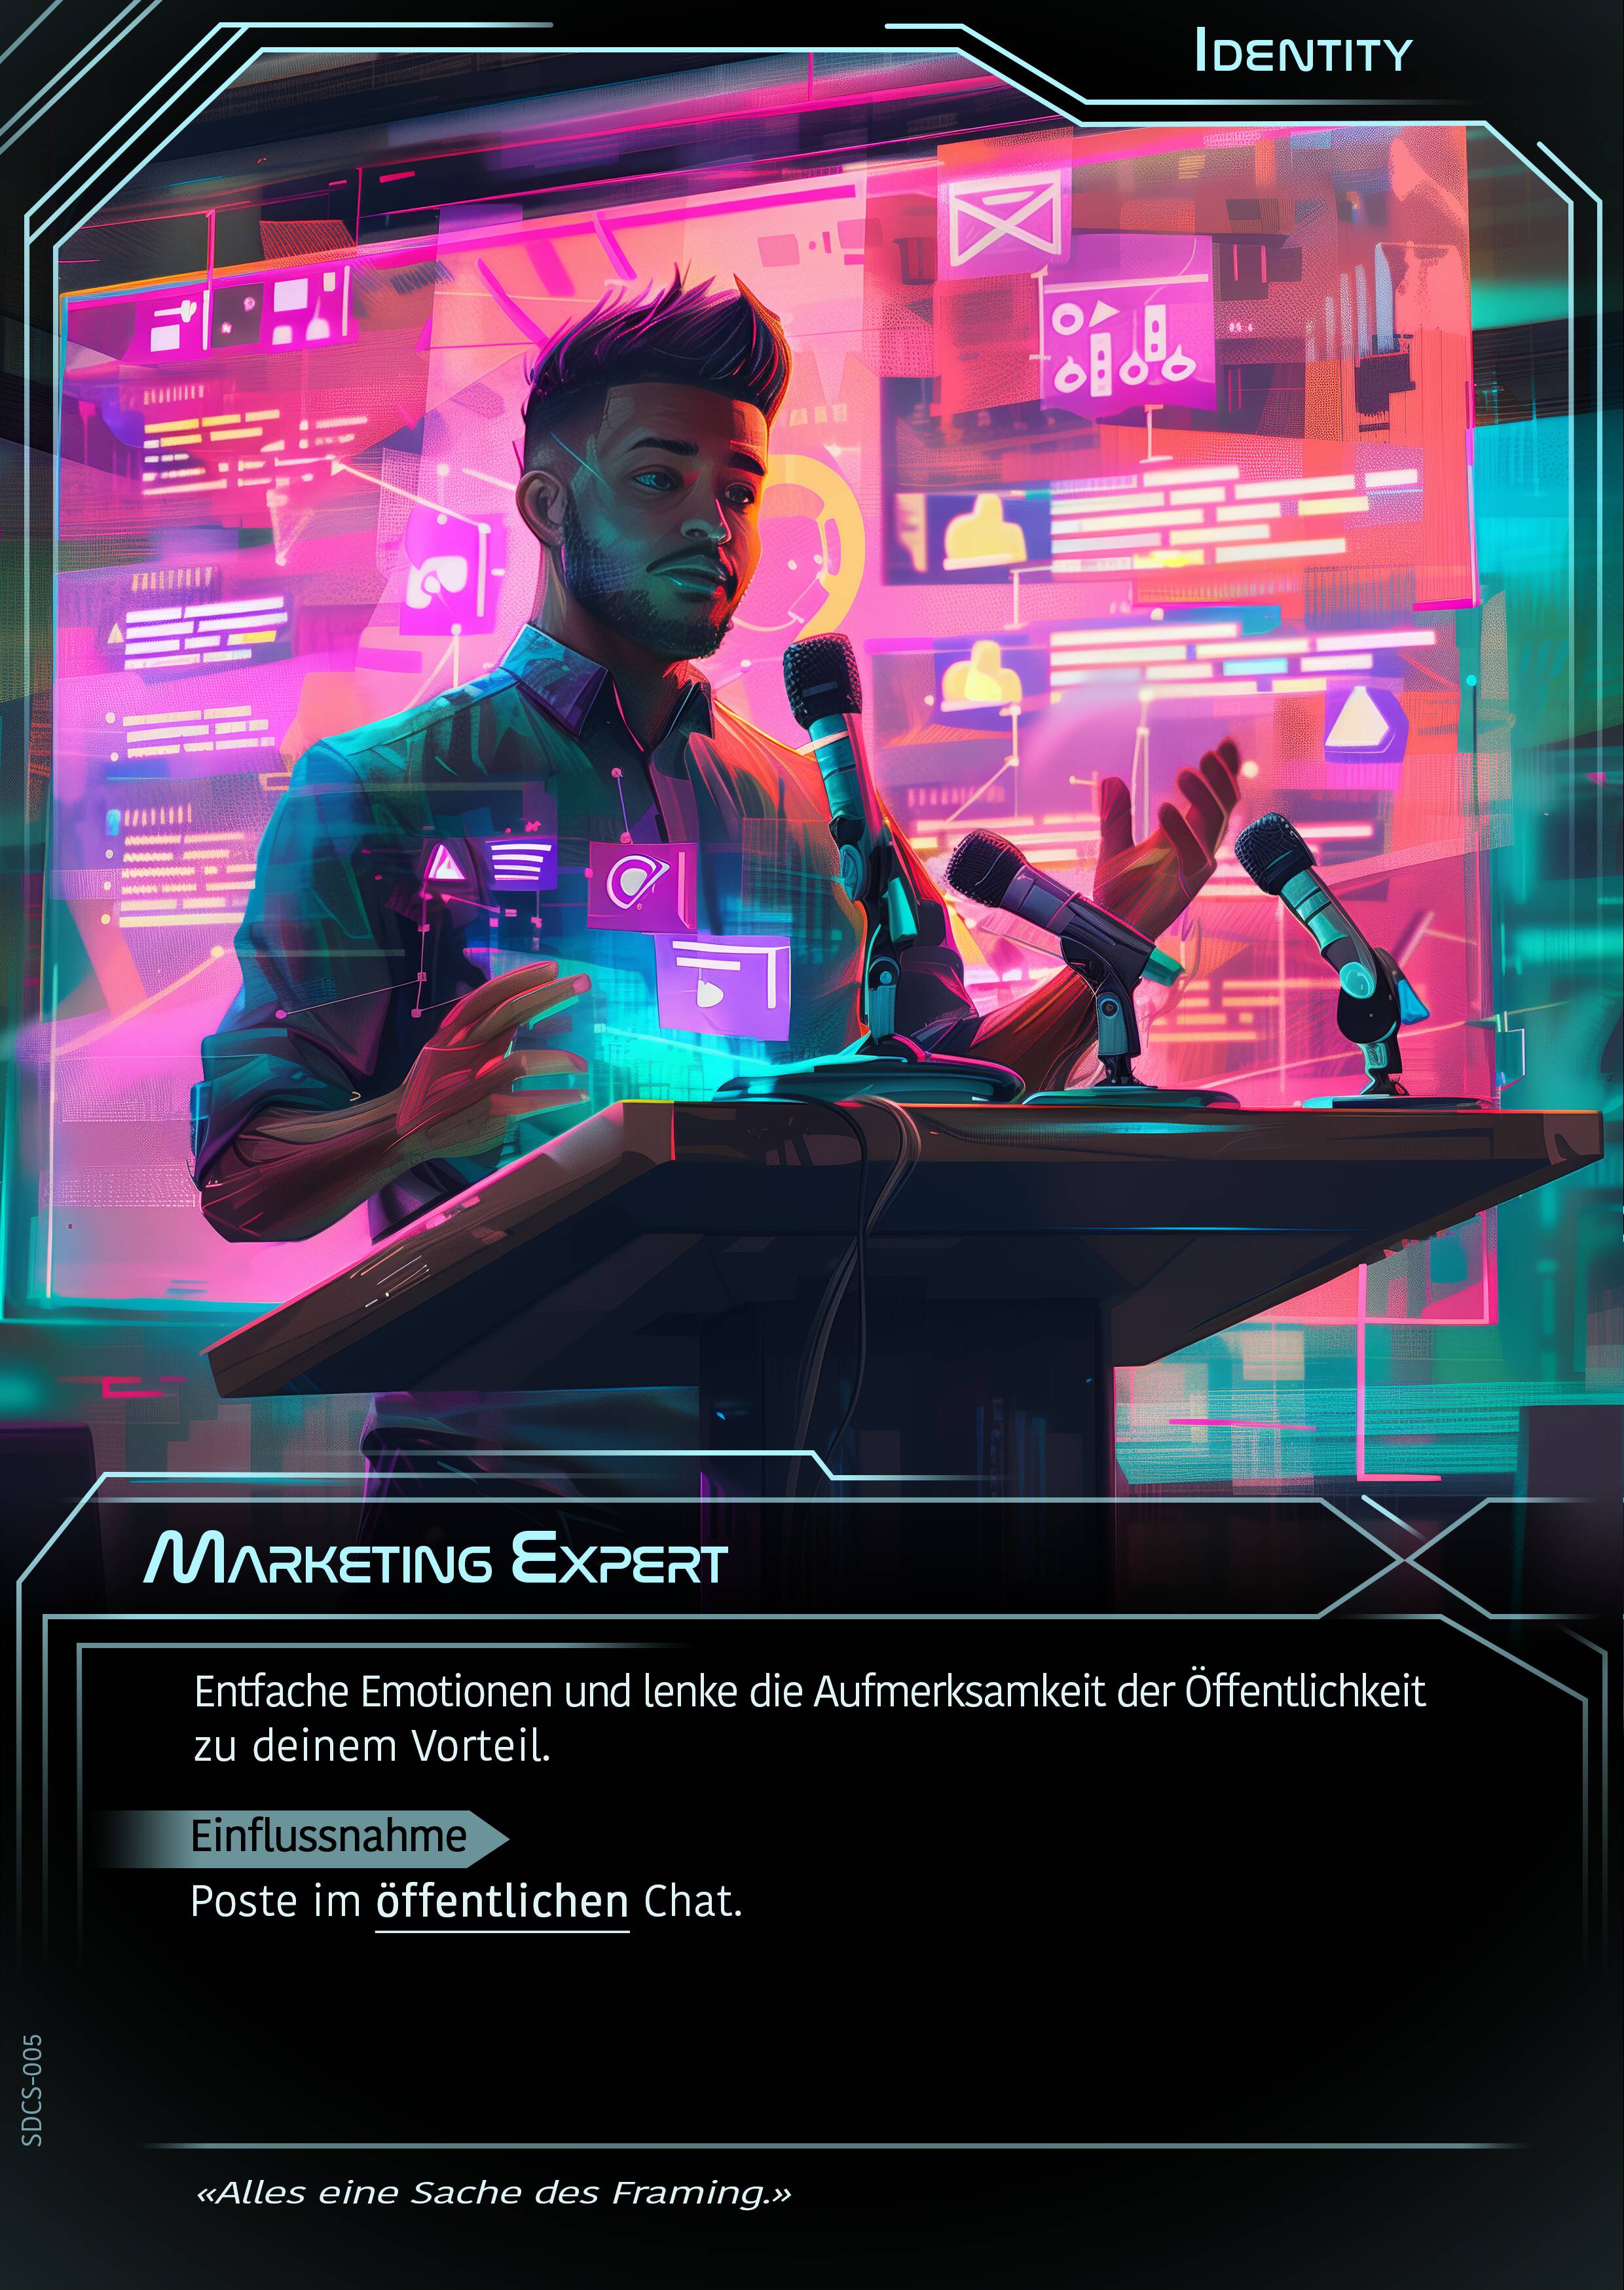 Identity
Marketing Expert
Entfache Emotionen und lenke die Aufmerksamkeit der Öffentlichkeit
zu deinem Vorteil.
Einflussnahme
Poste im öffentlichen Chat.
SDCS-005
«Alles eine Sache des Framing.»